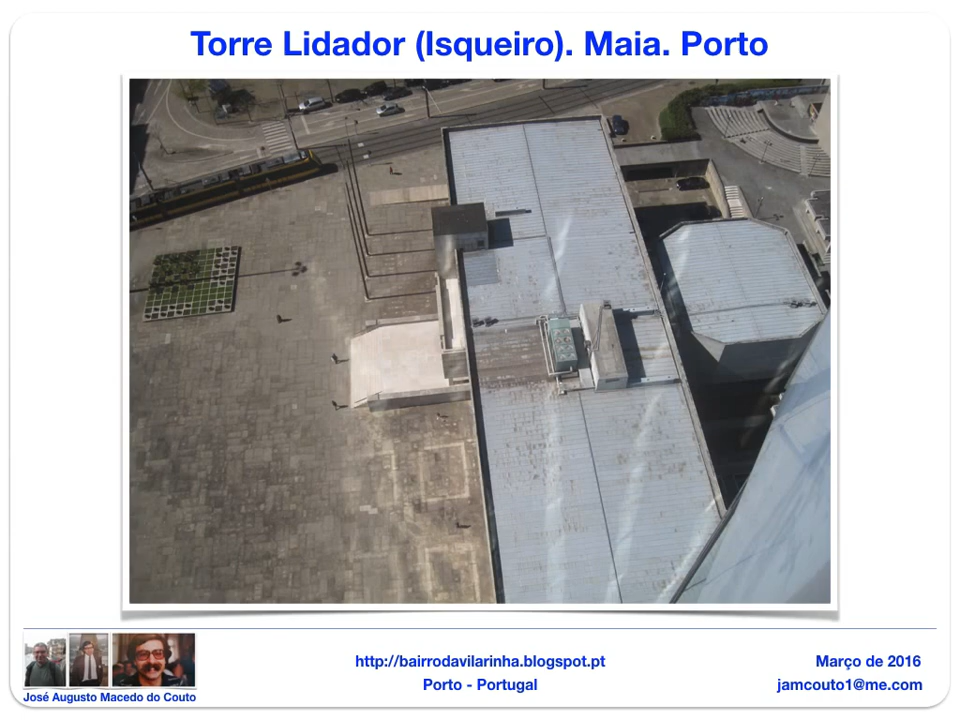 Torre Lidador (Isqueiro). Maia. Porto
http://bairrodavilarinha.blogspot.pt
Março de 2016
Porto - Portugal
jamcouto1@me.com
José Augusto Macedo do Couto